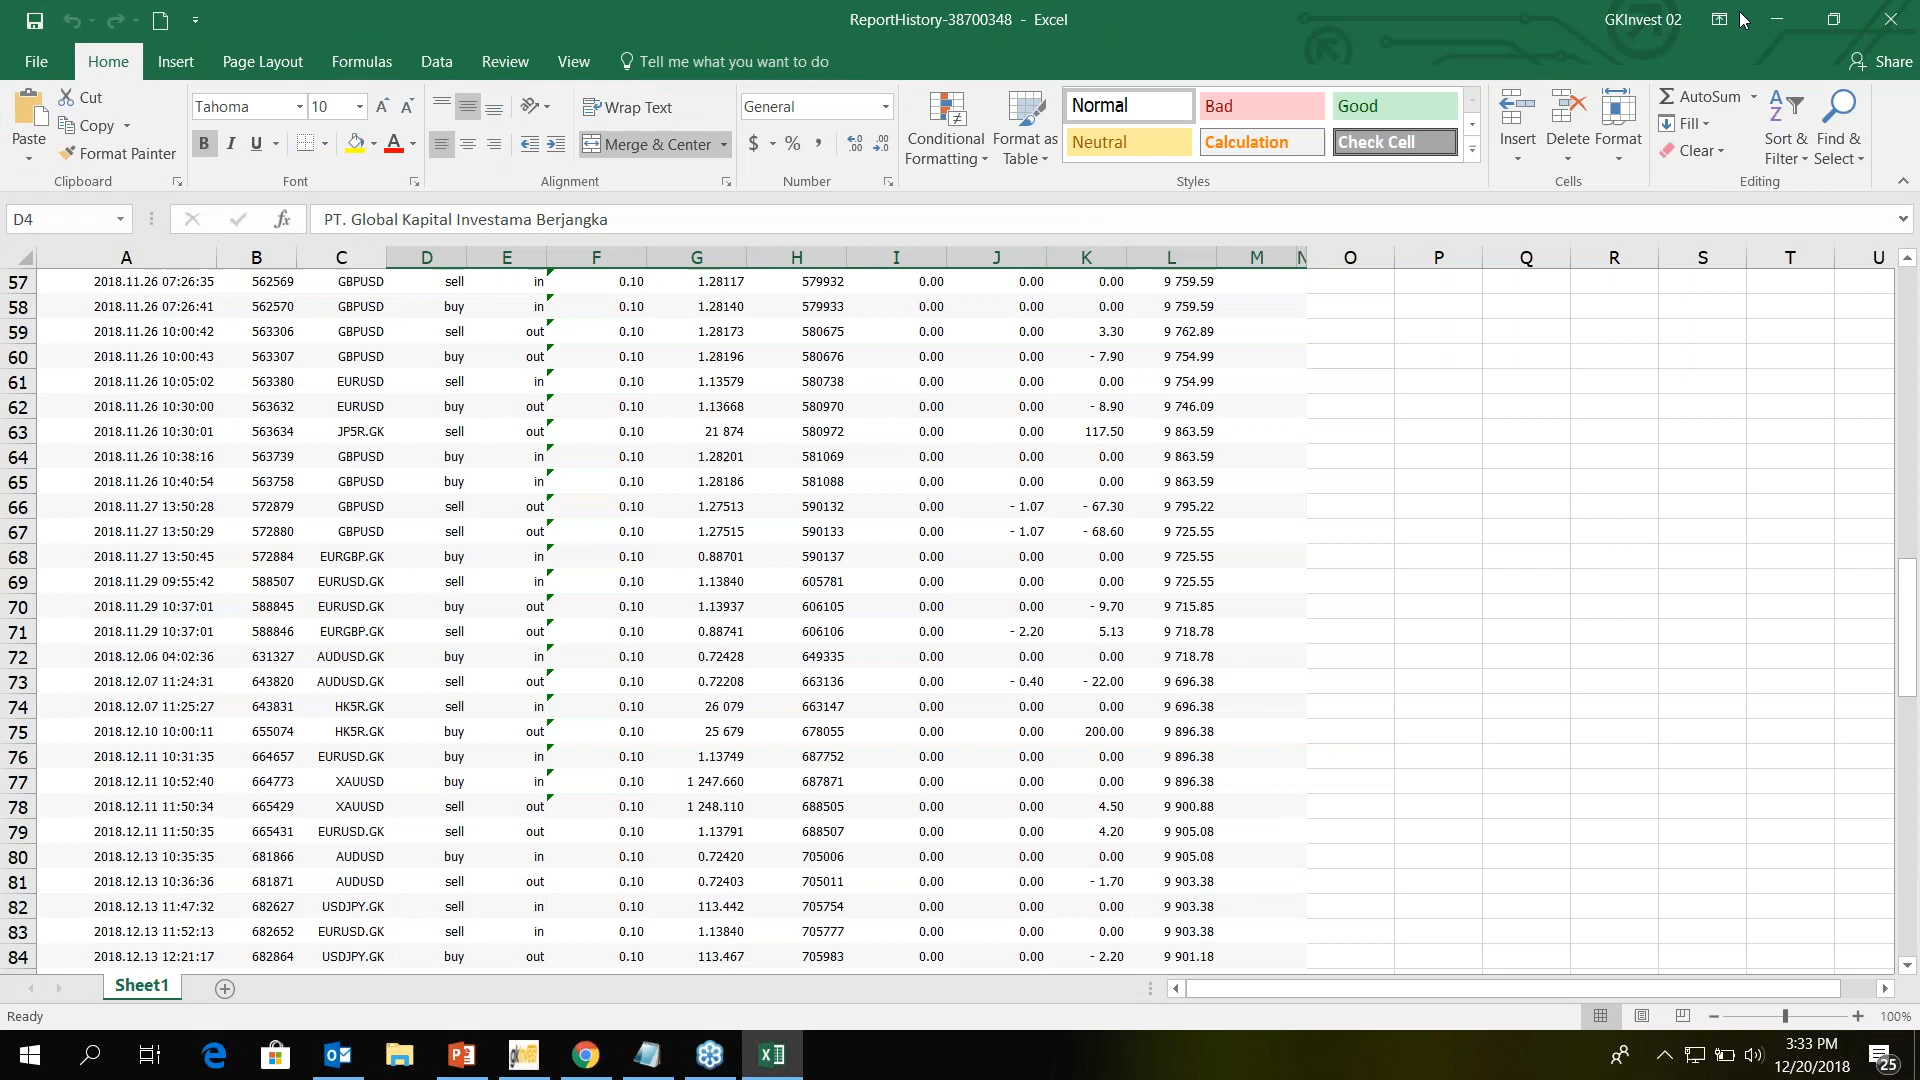 ReportHistory-38700348 - Excel
GKInvest 02
File Home Insert Page Layout Formulas Data Review View Tell me what you want to do Share
Paste
Cut
Copy
Format Painter
Clipboard
Tahoma 10
B I U A
Font
Wrap Text
Merge & Center
Alignment
General
$ % ,
Number
Conditional Formatting
Format as Table
Normal Bad Good
Neutral Calculation Check Cell
Styles
Insert Delete Format
Cells
AutoSum
Fill
Clear
Sort & Filter
Find & Select
Editing
D4 fx PT. Global Kapital Investama Berjangka
A B C D E F G H I J K L M N O P Q R S T U
57 2018.11.26 07:26:35 562569 GBPUSD sell in 0.10 1.28117 579932 0.00 0.00 0.00 9 759.59
58 2018.11.26 07:26:41 562570 GBPUSD buy in 0.10 1.28140 579933 0.00 0.00 0.00 9 759.59
59 2018.11.26 10:00:42 563306 GBPUSD sell out 0.10 1.28173 580675 0.00 0.00 3.30 9 762.89
60 2018.11.26 10:00:43 563307 GBPUSD buy out 0.10 1.28196 580676 0.00 0.00 - 7.90 9 754.99
61 2018.11.26 10:05:02 563380 EURUSD sell in 0.10 1.13579 580738 0.00 0.00 0.00 9 754.99
62 2018.11.26 10:30:00 563632 EURUSD buy out 0.10 1.13668 580970 0.00 0.00 - 8.90 9 746.09
63 2018.11.26 10:30:01 563634 JP5R.GK sell out 0.10 21 874 580972 0.00 0.00 117.50 9 863.59
64 2018.11.26 10:38:16 563739 GBPUSD buy in 0.10 1.28201 581069 0.00 0.00 0.00 9 863.59
65 2018.11.26 10:40:54 563758 GBPUSD buy in 0.10 1.28186 581088 0.00 0.00 0.00 9 863.59
66 2018.11.27 13:50:28 572879 GBPUSD sell out 0.10 1.27513 590132 0.00 - 1.07 - 67.30 9 795.22
67 2018.11.27 13:50:29 572880 GBPUSD sell out 0.10 1.27515 590133 0.00 - 1.07 - 68.60 9 725.55
68 2018.11.27 13:50:45 572884 EURGBP.GK buy in 0.10 0.88701 590137 0.00 0.00 0.00 9 725.55
69 2018.11.29 09:55:42 588507 EURUSD.GK sell in 0.10 1.13840 605781 0.00 0.00 0.00 9 725.55
70 2018.11.29 10:37:01 588845 EURUSD.GK buy out 0.10 1.13937 606105 0.00 0.00 - 9.70 9 715.85
71 2018.11.29 10:37:01 588846 EURGBP.GK sell out 0.10 0.88741 606106 0.00 - 2.20 5.13 9 718.78
72 2018.12.06 04:02:36 631327 AUDUSD.GK buy in 0.10 0.72428 649335 0.00 0.00 0.00 9 718.78
73 2018.12.07 11:24:31 643820 AUDUSD.GK sell out 0.10 0.72208 663136 0.00 - 0.40 - 22.00 9 696.38
74 2018.12.07 11:25:27 643831 HK5R.GK sell in 0.10 26 079 663147 0.00 0.00 0.00 9 696.38
75 2018.12.10 10:00:11 655074 HK5R.GK buy out 0.10 25 679 678055 0.00 0.00 200.00 9 896.38
76 2018.12.11 10:31:35 664657 EURUSD.GK buy in 0.10 1.13749 687752 0.00 0.00 0.00 9 896.38
77 2018.12.11 10:52:40 664773 XAUUSD buy in 0.10 1 247.660 687871 0.00 0.00 0.00 9 896.38
78 2018.12.11 11:50:34 665429 XAUUSD sell out 0.10 1 248.110 688505 0.00 0.00 4.50 9 900.88
79 2018.12.11 11:50:35 665431 EURUSD.GK sell out 0.10 1.13791 688507 0.00 0.00 4.20 9 905.08
80 2018.12.13 10:35:35 681866 AUDUSD buy in 0.10 0.72420 705006 0.00 0.00 0.00 9 905.08
81 2018.12.13 10:36:36 681871 AUDUSD sell out 0.10 0.72403 705011 0.00 0.00 - 1.70 9 903.38
82 2018.12.13 11:47:32 682627 USDJPY.GK sell in 0.10 113.442 705754 0.00 0.00 0.00 9 903.38
83 2018.12.13 11:52:13 682652 EURUSD.GK sell in 0.10 1.13840 705777 0.00 0.00 0.00 9 903.38
84 2018.12.13 12:21:17 682864 USDJPY.GK buy out 0.10 113.467 705983 0.00 0.00 - 2.20 9 901.18
Sheet1
Ready 100%
3:33 PM
12/20/2018
25